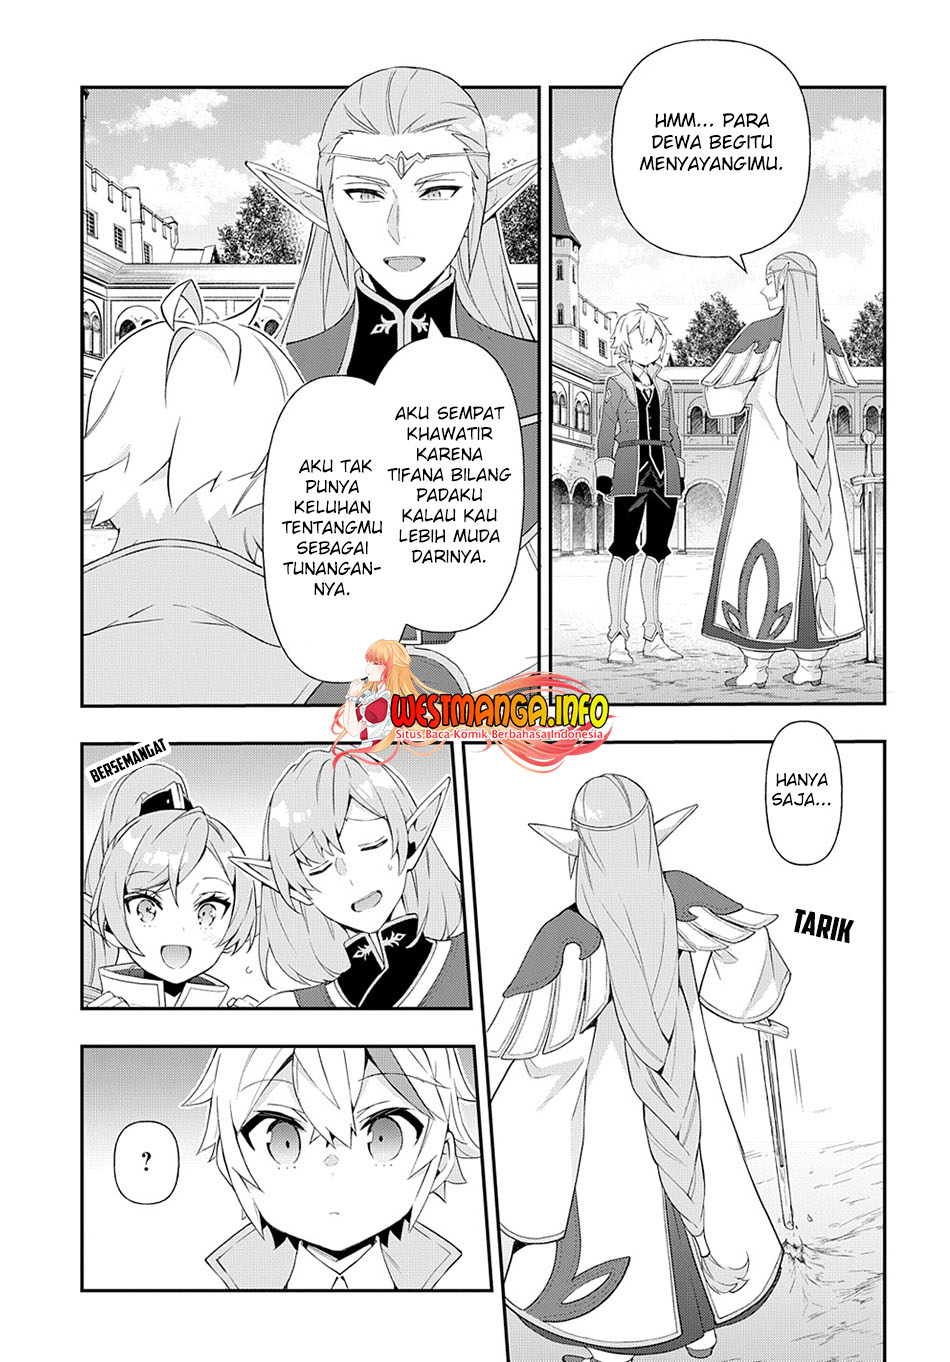 HMM... PARA
DEWA BEGITU
MENYAYANGIMU.
AKU SEMPAT
KHAWATIR
KARENA
TIFANA BILANG
PADAKU
KALAU KAU
LEBIH MUDA
DARINYA.
AKU TAK
PUNYA
KELUHAN
TENTANGMU
SEBAGAI
TUNANGAN-
NYA.
WESTMANGA.INFO
Situs Baca Komik Berbahasa Indonesia
HANYA
SAJA...
TARIK
BERSEMANGAT
?